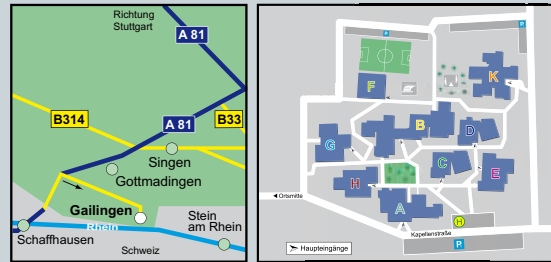 Richtung
Stuttgart
A 81
B314
A 81
B33
Singen
Gottmadingen
Gailingen
Rhein
Stein
am Rhein
Schaffhausen
Schweiz
P
P
K
F
B
D
G
C
E
H
A
Ortsmitte
H
Kapellenstraße
P
Haupteingänge